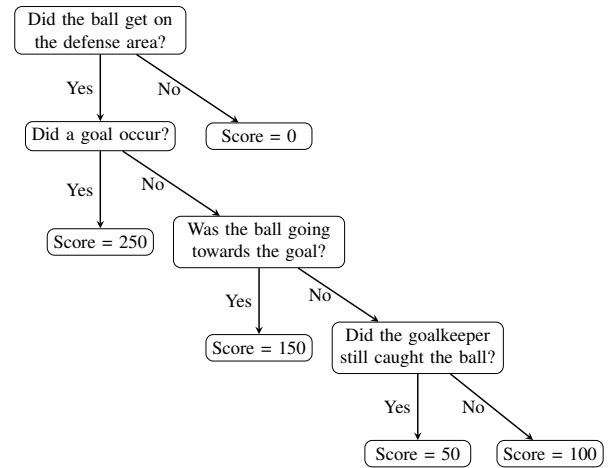 Did the ball get on
the defense area?
Yes
No
Did a goal occur?
Score = 0
Yes
No
Score = 250
Was the ball going
towards the goal?
Yes
No
Score = 150
Did the goalkeeper
still caught the ball?
Yes
No
Score = 50
Score = 100